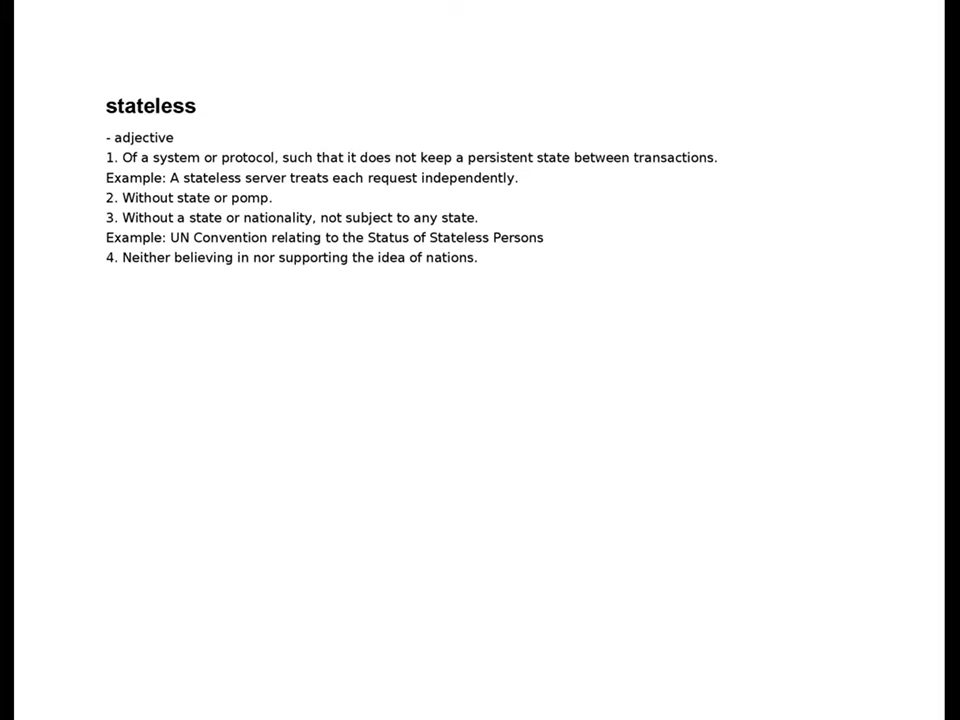 stateless
- adjective
1. Of a system or protocol, such that it does not keep a persistent state between transactions.
Example: A stateless server treats each request independently.
2. Without state or pomp.
3. Without a state or nationality, not subject to any state.
Example: UN Convention relating to the Status of Stateless Persons
4. Neither believing in nor supporting the idea of nations.